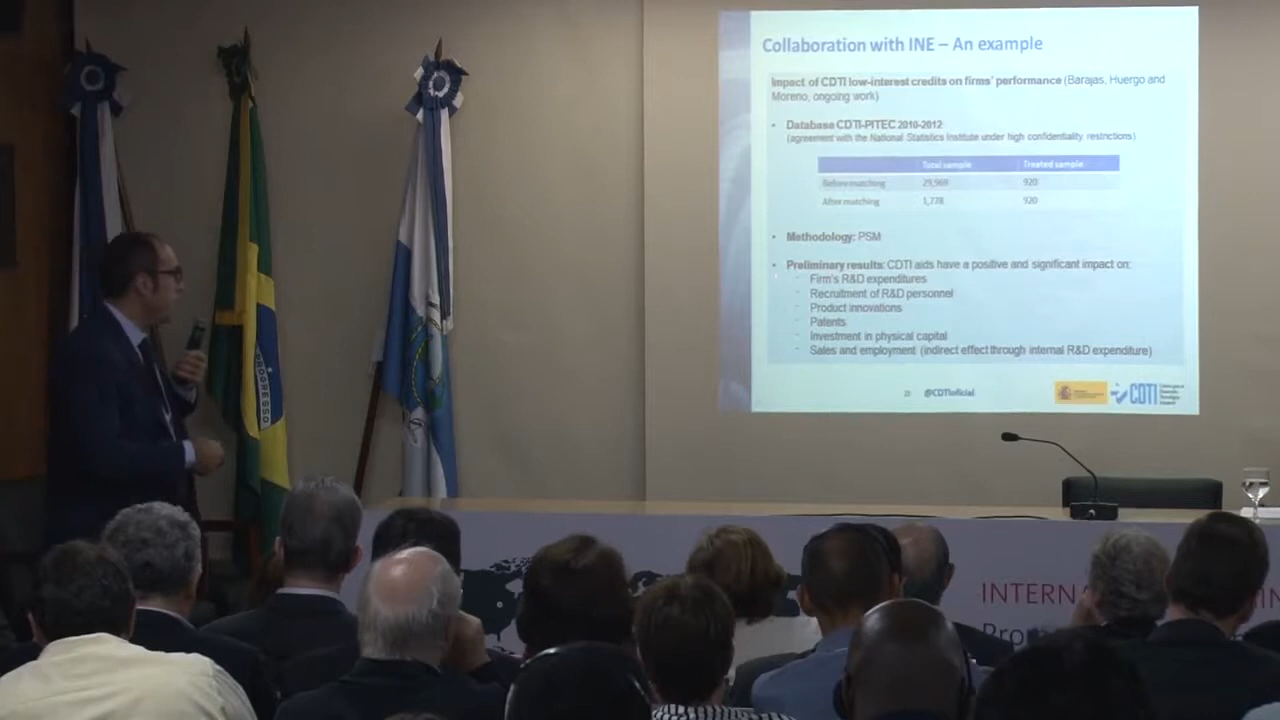 Collaboration with INE – An example
Impact of CDTI low-interest credits on firms' performance (Barajas, Huergo and
Moreno, ongoing work)
• Database CDTI-PITEC 2010-2012
(agreement with the National Statistics Institute under high confidentiality restrictions)
Total sample Treated sample
Before matching 29,969 920
After matching 1,778 920
• Methodology: PSM
• Preliminary results: CDTI aids have a positive and significant impact on:
- Firm's R&D expenditures
- Recruitment of R&D personnel
- Product innovations
- Patents
- Investment in physical capital
- Sales and employment (indirect effect through internal R&D expenditure)
@CDTIoficial
CDTI
PROGRESSO
INTERNA